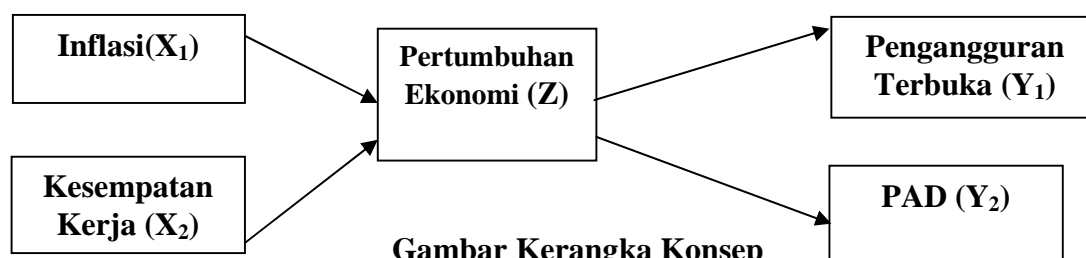 Inflasi(X₁)
Kesempatan
Kerja (X₂)
Pertumbuhan
Ekonomi (Z)
Pengangguran
Terbuka (Y₁)
PAD (Y₂)
Gambar Kerangka Konsep